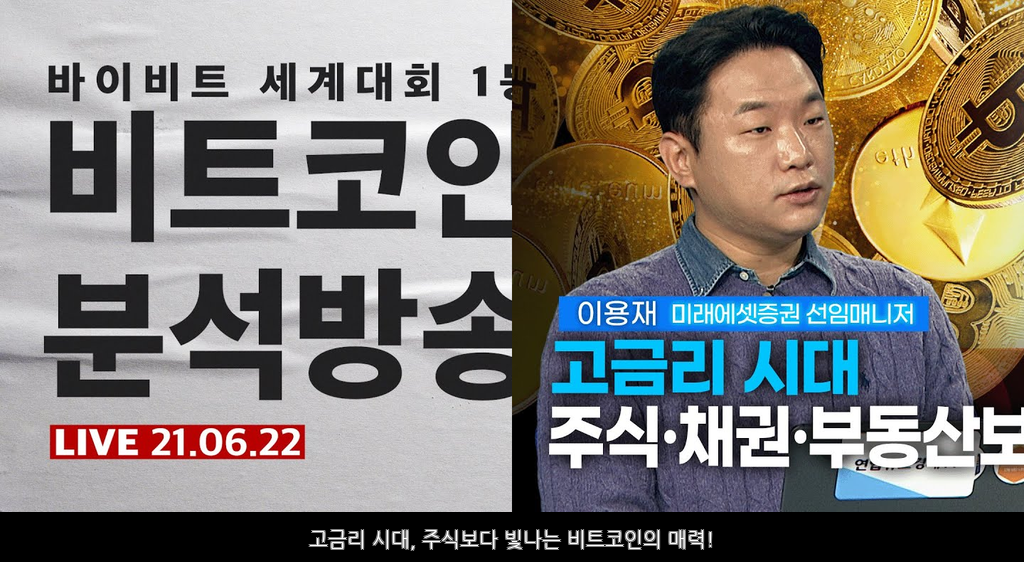 바이비트 세계대회 1등
비트코인
분석방송
LIVE 21.06.22
이용재 미래에셋증권 선임매니저
고금리 시대
주식·채권·부동산보
고금리 시대, 주식보다 빛나는 비트코인의 매력!